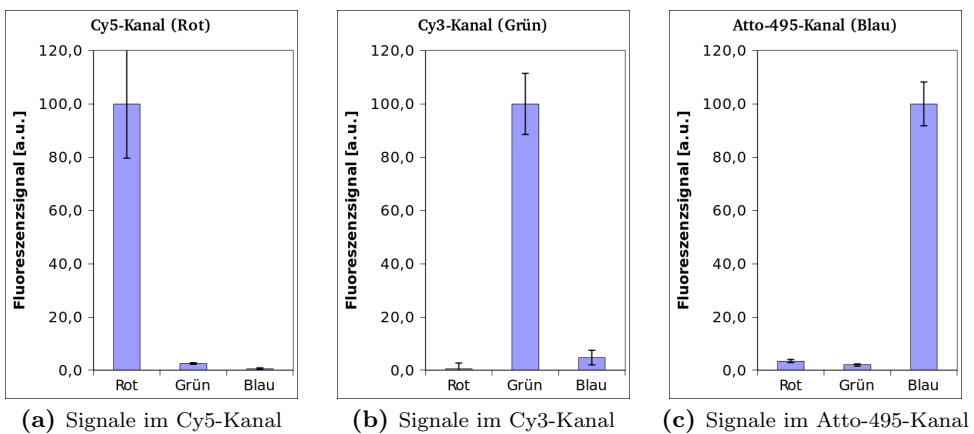 Cy5-Kanal (Rot)
Fluoreszenzsignal [a.u.]
120,0
100,0
80,0
60,0
40,0
20,0
0,0
Rot Grün Blau
(a) Signale im Cy5-Kanal
Cy3-Kanal (Grün)
Fluoreszenzsignal [a.u.]
120,0
100,0
80,0
60,0
40,0
20,0
0,0
Rot Grün Blau
(b) Signale im Cy3-Kanal
Atto-495-Kanal (Blau)
Fluoreszenzsignal [a.u.]
120,0
100,0
80,0
60,0
40,0
20,0
0,0
Rot Grün Blau
(c) Signale im Atto-495-Kanal